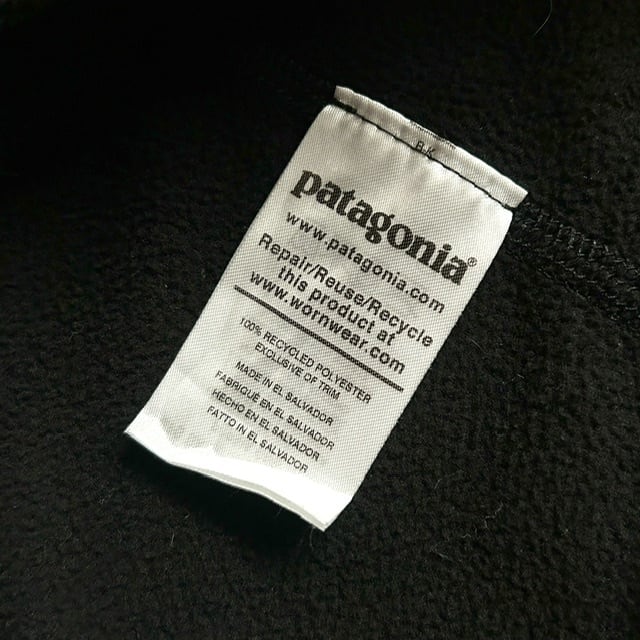 patagonia®
www.patagonia.com
Repair/Reuse/Recycle
this product at
www.wornwear.com
100% RECYCLED POLYESTER
EXCLUSIVE OF TRIM
MADE IN EL SALVADOR
FABRIQUÉ EN EL SALVADOR
HECHO EN EL SALVADOR
FATTO IN EL SALVADOR